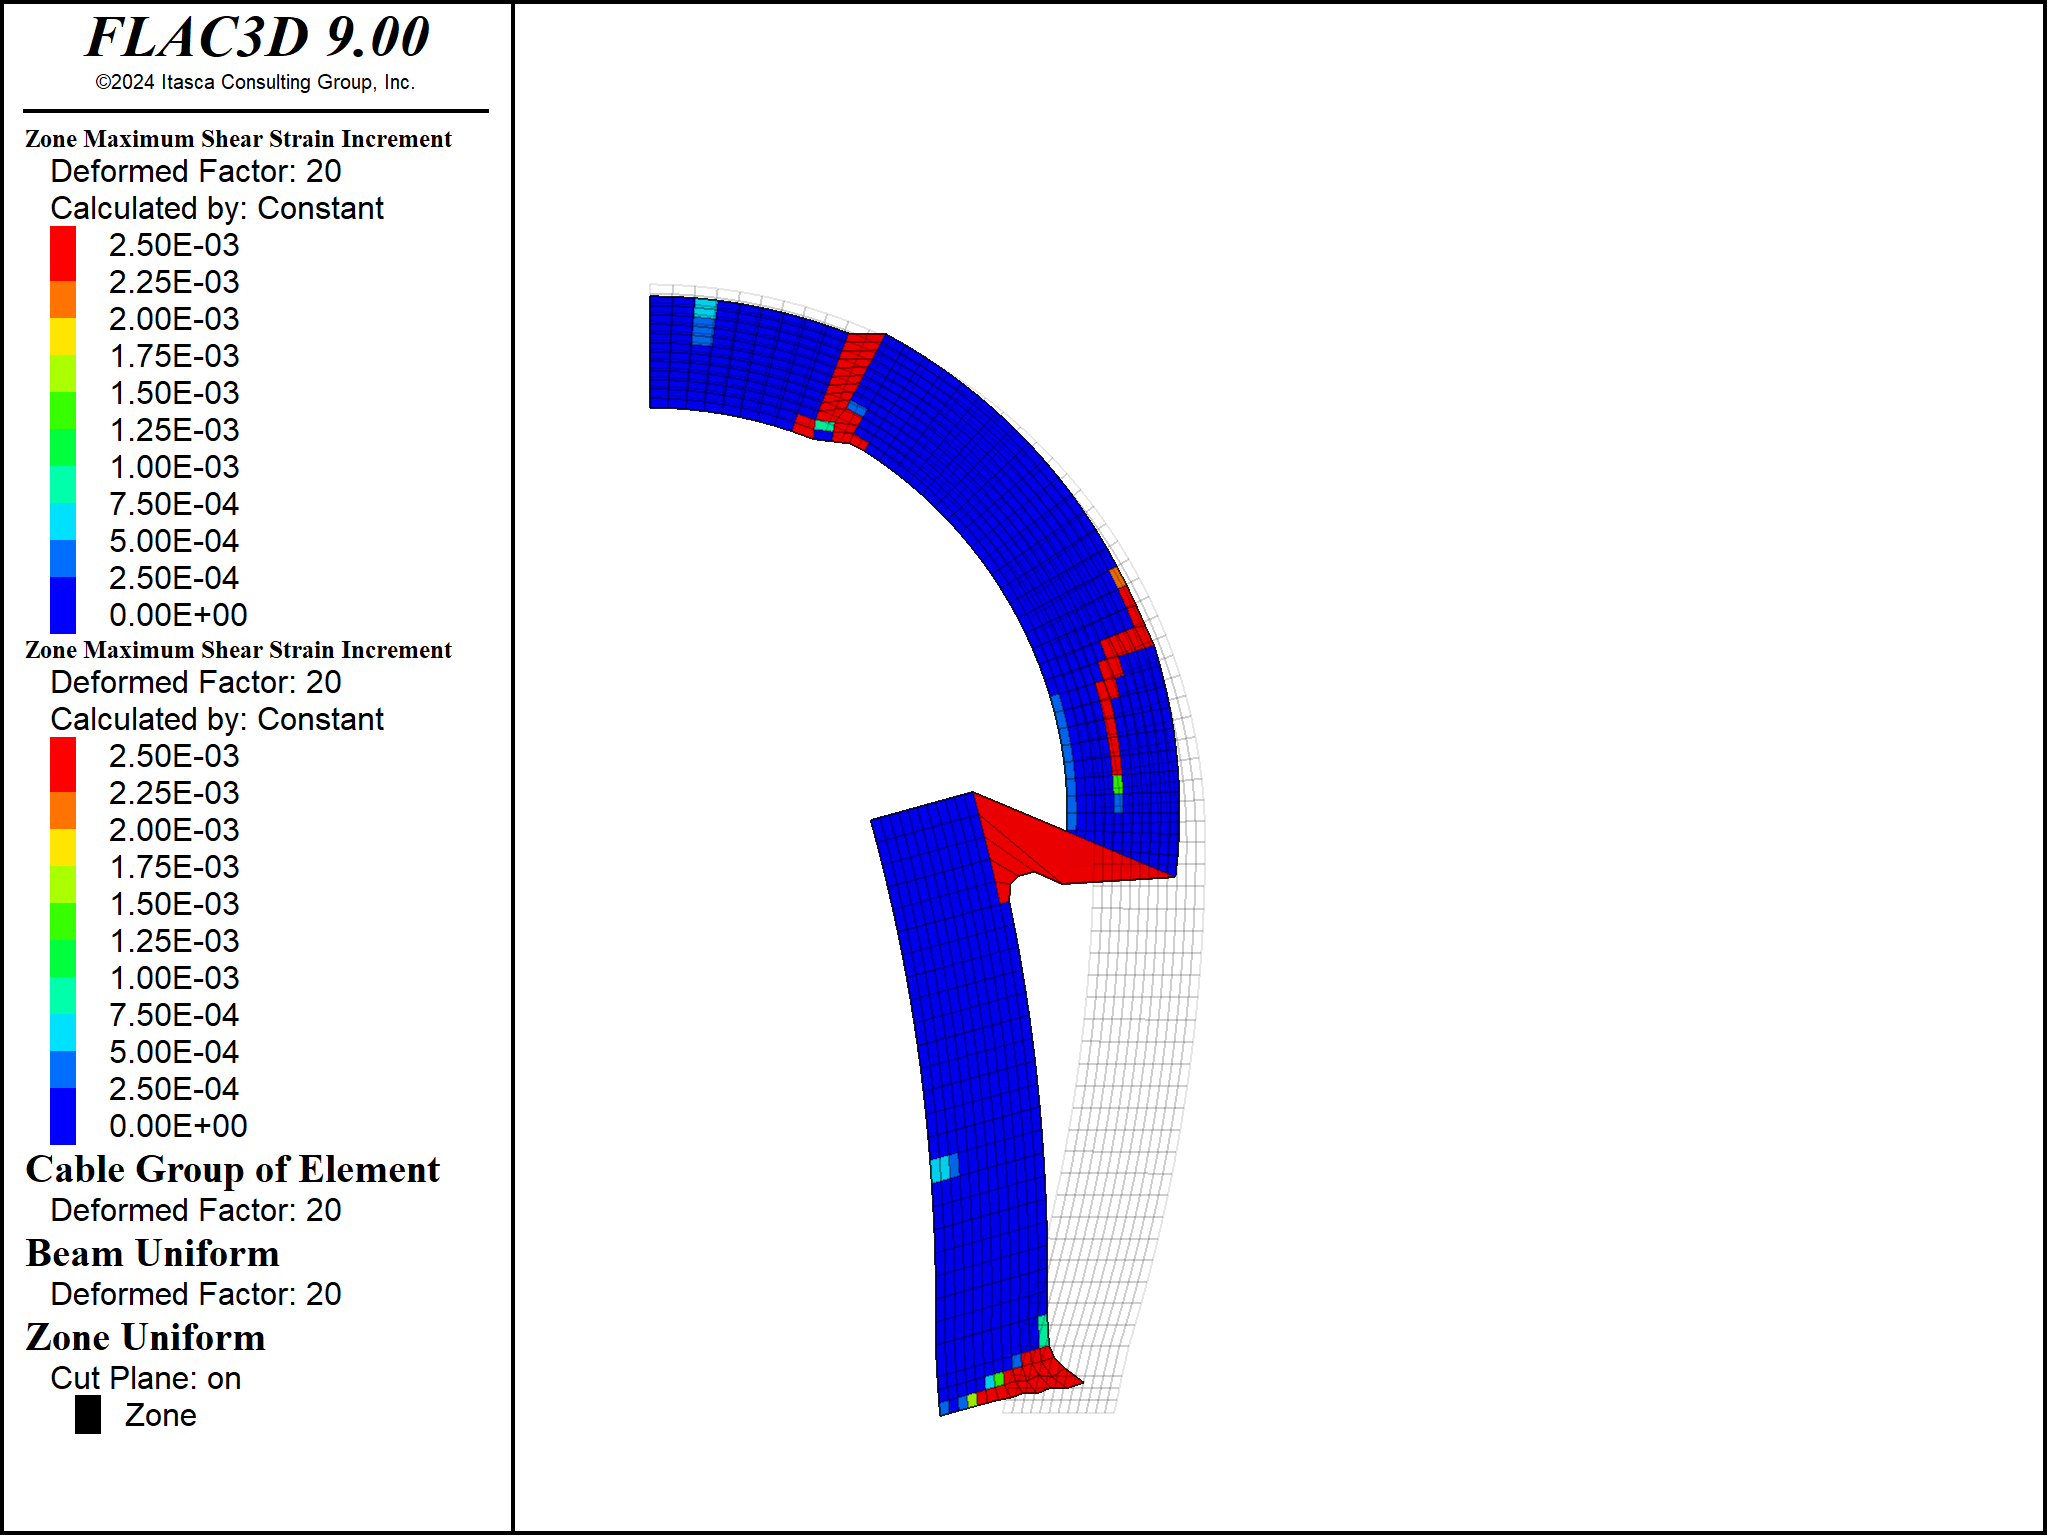 FLAC3D 9.00
©2024 Itasca Consulting Group, Inc.
Zone Maximum Shear Strain Increment
Deformed Factor: 20
Calculated by: Constant
2.50E-03
2.25E-03
2.00E-03
1.75E-03
1.50E-03
1.25E-03
1.00E-03
7.50E-04
5.00E-04
2.50E-04
0.00E+00
Zone Maximum Shear Strain Increment
Deformed Factor: 20
Calculated by: Constant
2.50E-03
2.25E-03
2.00E-03
1.75E-03
1.50E-03
1.25E-03
1.00E-03
7.50E-04
5.00E-04
2.50E-04
0.00E+00
Cable Group of Element
Deformed Factor: 20
Beam Uniform
Deformed Factor: 20
Zone Uniform
Cut Plane: on
Zone